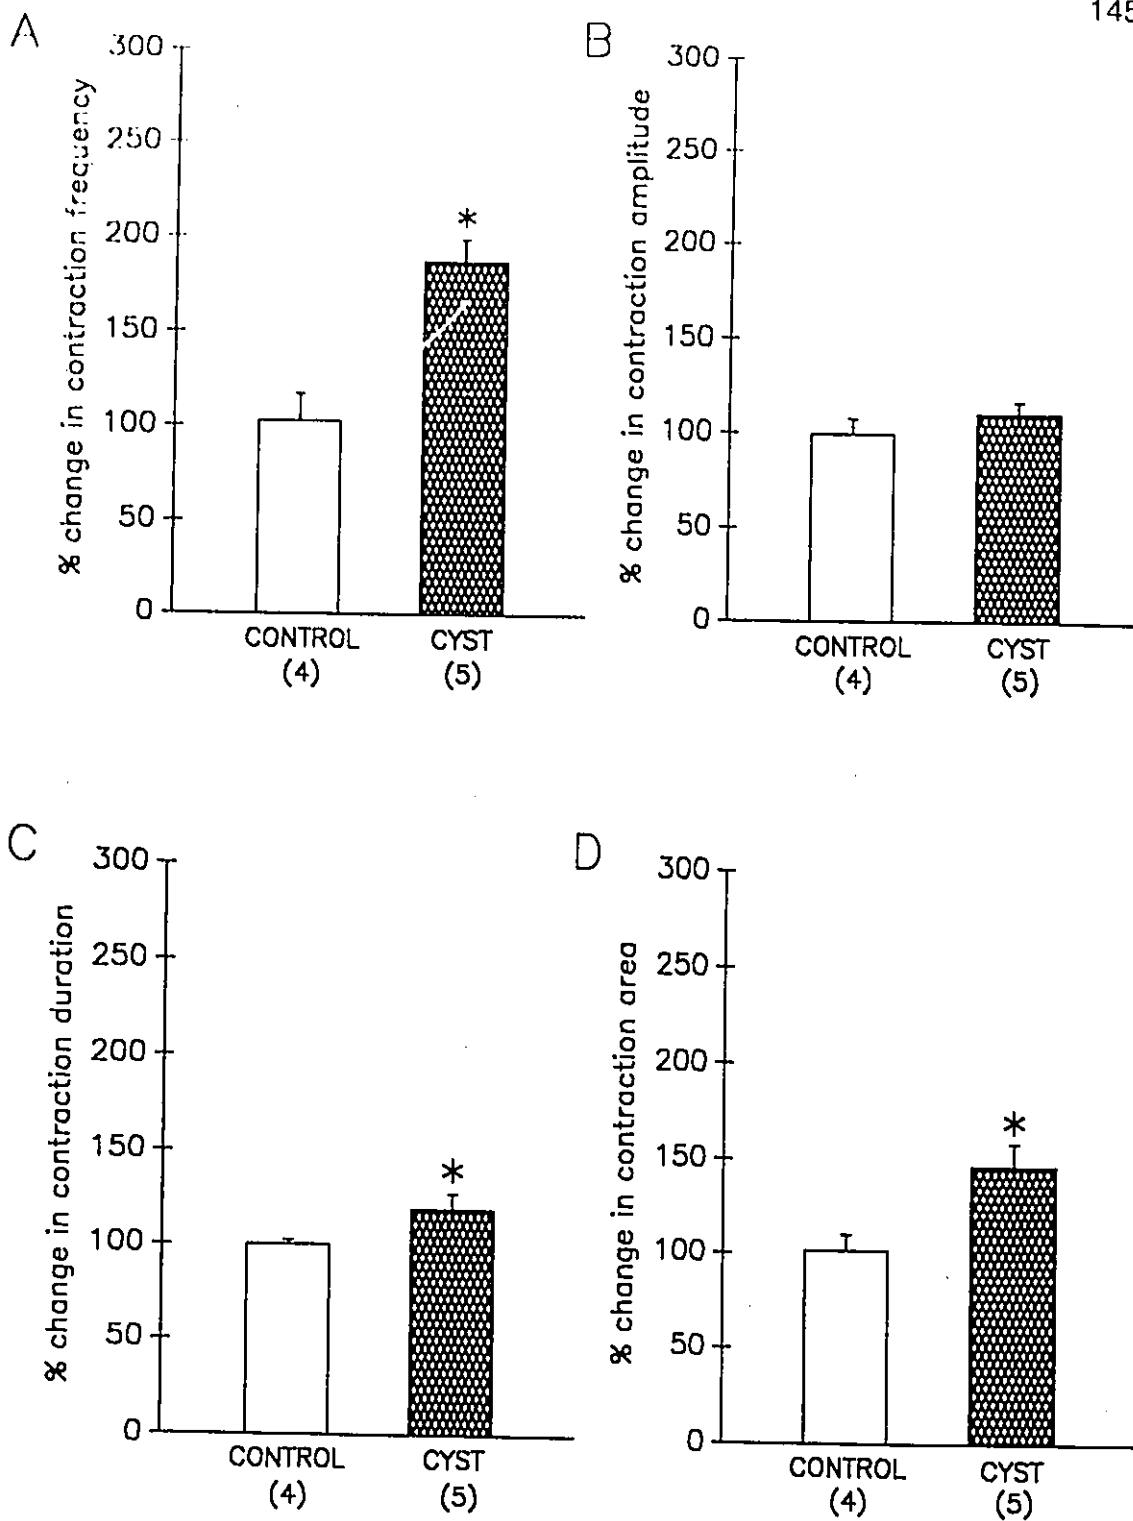 145
A
% change in contraction frequency
300
250
200
150
100
50
0
*
CONTROL
(4)
CYST
(5)
B
% change in contraction amplitude
300
250
200
150
100
50
0
CONTROL
(4)
CYST
(5)
C
% change in contraction duration
300
250
200
150
100
50
0
*
CONTROL
(4)
CYST
(5)
D
% change in contraction area
300
250
200
150
100
50
0
*
CONTROL
(4)
CYST
(5)